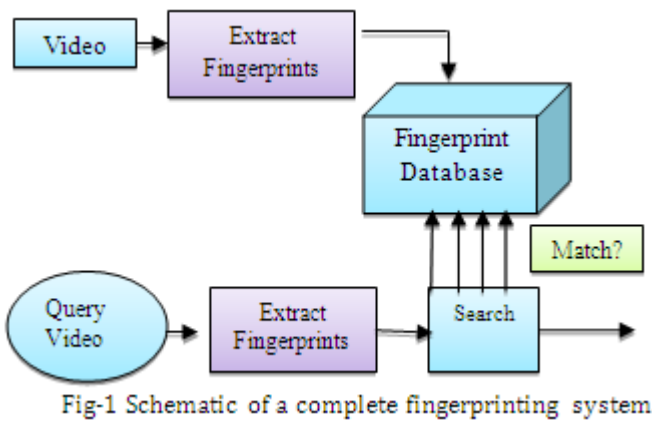 Video
Extract
Fingerprints
Fingerprint
Database
Match?
Query
Video
Extract
Fingerprints
Search
Fig-1 Schematic of a complete fingerprinting system